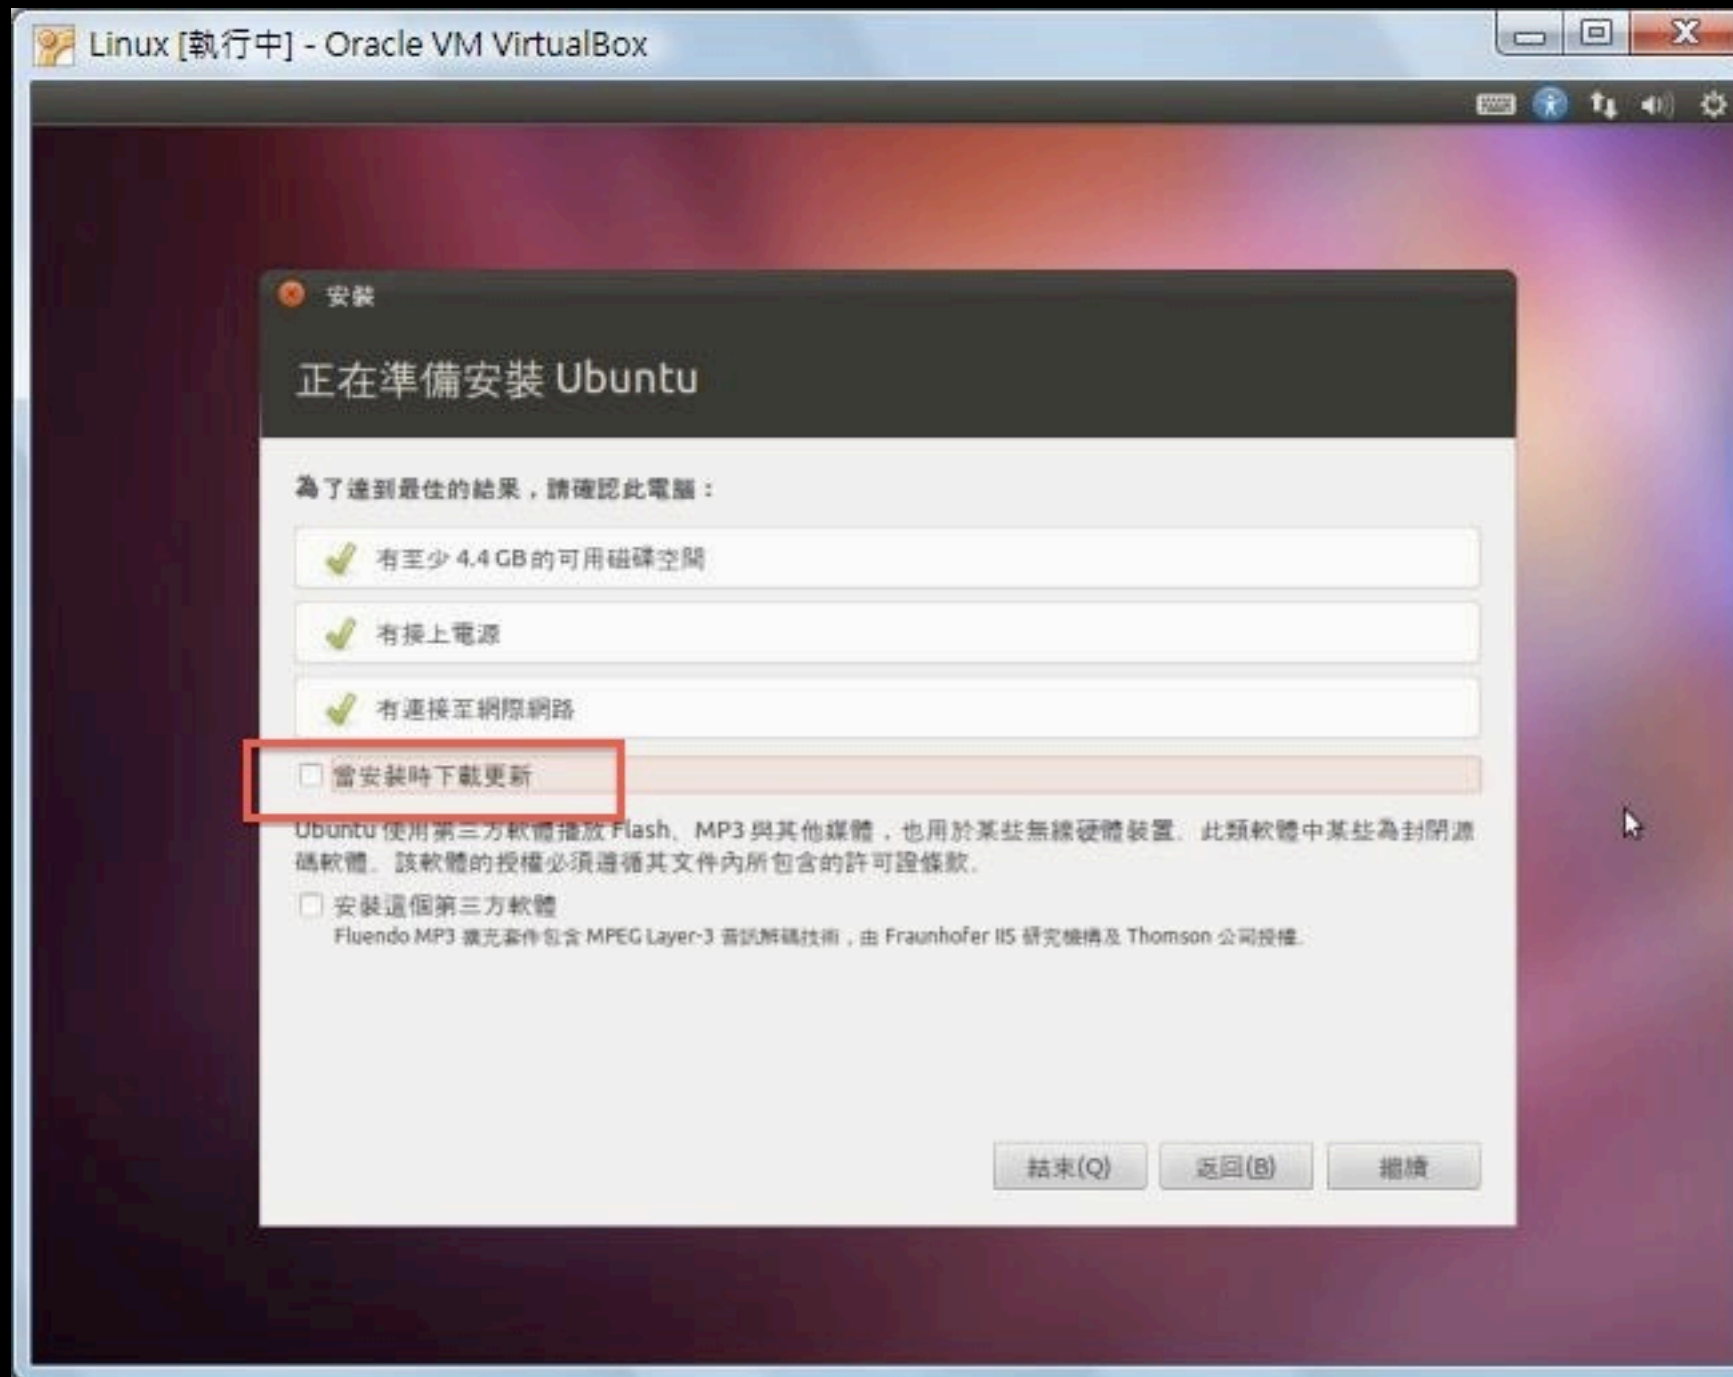 Linux [執行中] - Oracle VM VirtualBox
安裝
正在準備安裝 Ubuntu
為了達到最佳的結果，請確認此電腦：
有至少 4.4 GB 的可用磁碟空間
有接上電源
有連接至網際網路
當安裝時下載更新
Ubuntu 使用第三方軟體播放 Flash、MP3 與其他媒體，也用於某些無線硬體裝置。此類軟體中某些為封閉源
碼軟體。該軟體的授權必須遵循其文件內所包含的許可證條款。
安裝這個第三方軟體
Fluendo MP3 擴充套件包含 MPEG Layer-3 音訊解碼技術，由 Fraunhofer IIS 研究機構及 Thomson 公司授權。
結束(Q)
返回(B)
繼續